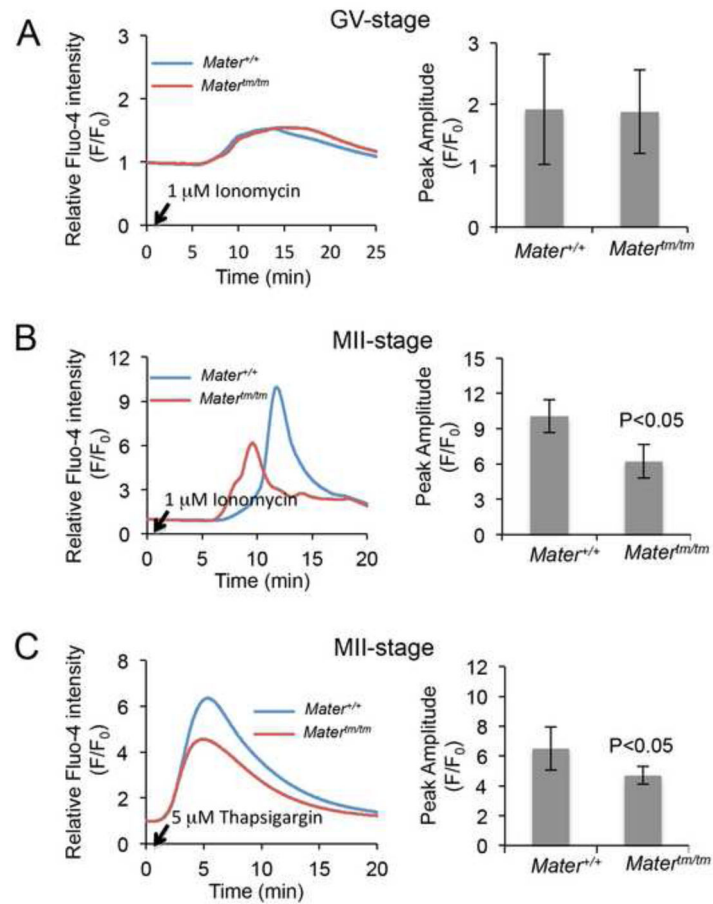 A
GV-stage
Relative Fluo-4 intensity
(F/F0)
3
2
1
0
Mater+/+
Matertm/tm
1 μM Ionomycin
0 5 10 15 20 25
Time (min)
Peak Amplitude
(F/F0)
3
2
1
0
Mater+/+ Matertm/tm
B
MII-stage
Relative Fluo-4 intensity
(F/F0)
12
9
6
3
0
Mater+/+
Matertm/tm
1 μM Ionomycin
0 5 10 15 20
Time (min)
Peak Amplitude
(F/F0)
15
12
9
6
3
0
P<0.05
Mater+/+ Matertm/tm
C
MII-stage
Relative Fluo-4 intensity
(F/F0)
8
6
4
2
0
Mater+/+
Matertm/tm
5 μM Thapsigargin
0 5 10 15 20
Time (min)
Peak Amplitude
(F/F0)
12
10
8
6
4
2
0
P<0.05
Mater+/+ Matertm/tm